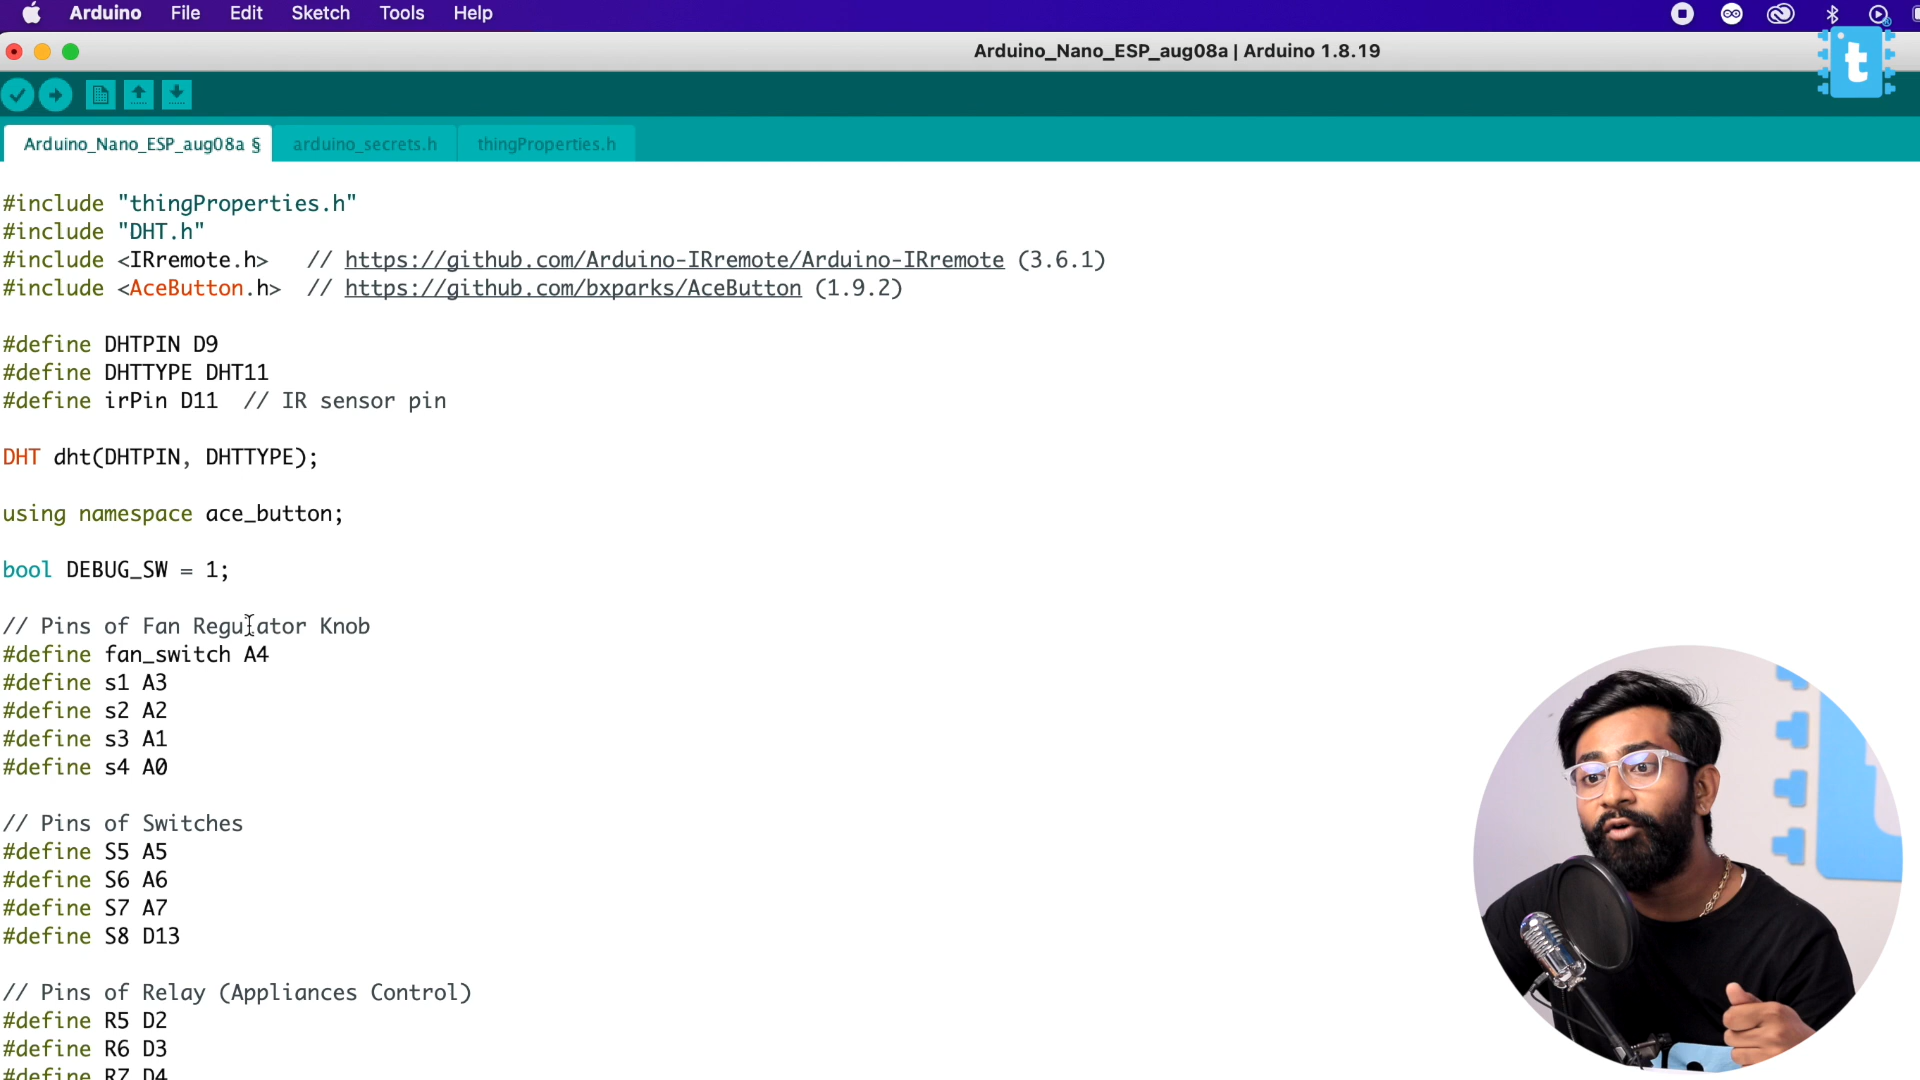 Arduino File Edit Sketch Tools Help
Arduino_Nano_ESP_aug08a | Arduino 1.8.19
t
Arduino_Nano_ESP_aug08a § arduino_secrets.h thingProperties.h
#include "thingProperties.h"
#include "DHT.h"
#include <IRremote.h> // https://github.com/Arduino-IRremote/Arduino-IRremote (3.6.1)
#include <AceButton.h> // https://github.com/bxparks/AceButton (1.9.2)
#define DHTPIN D9
#define DHTTYPE DHT11
#define irPin D11 // IR sensor pin
DHT dht(DHTPIN, DHTTYPE);
using namespace ace_button;
bool DEBUG_SW = 1;
// Pins of Fan Regulator Knob
#define fan_switch A4
#define s1 A3
#define s2 A2
#define s3 A1
#define s4 A0
// Pins of Switches
#define S5 A5
#define S6 A6
#define S7 A7
#define S8 D13
// Pins of Relay (Appliances Control)
#define R5 D2
#define R6 D3
#define R7 D4